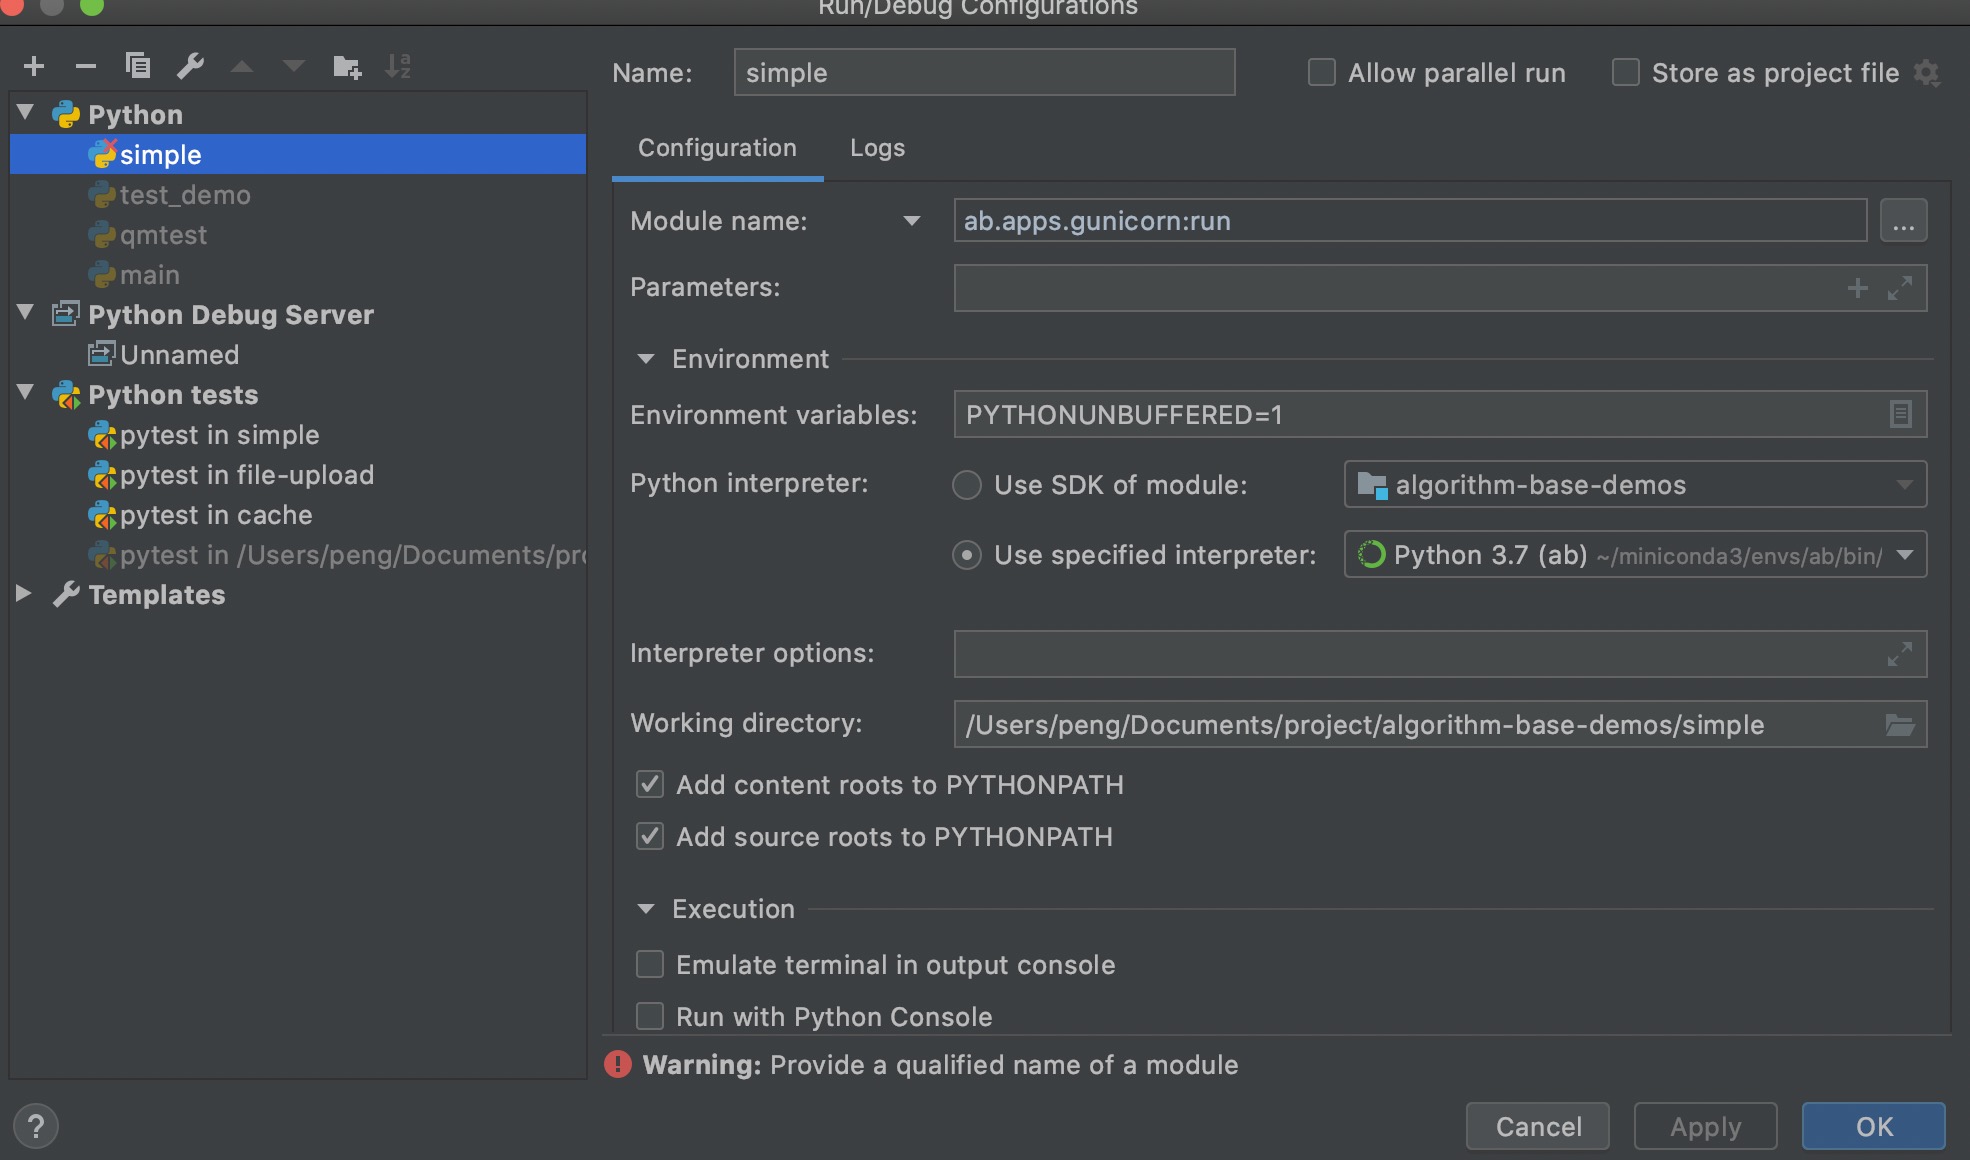 Run/Debug Configurations
Name:
simple
Allow parallel run
Store as project file
Python
simple
test_demo
qmtest
main
Python Debug Server
Unnamed
Python tests
pytest in simple
pytest in file-upload
pytest in cache
pytest in /Users/peng/Documents/pro
Templates
Configuration
Logs
Module name:
ab.apps.gunicorn:run
...
Parameters:
Environment
Environment variables:
PYTHONUNBUFFERED=1
Python interpreter:
Use SDK of module:
algorithm-base-demos
Use specified interpreter:
Python 3.7 (ab) ~/miniconda3/envs/ab/bin/
Interpreter options:
Working directory:
/Users/peng/Documents/project/algorithm-base-demos/simple
Add content roots to PYTHONPATH
Add source roots to PYTHONPATH
Execution
Emulate terminal in output console
Run with Python Console
Warning: Provide a qualified name of a module
?
Cancel
Apply
OK